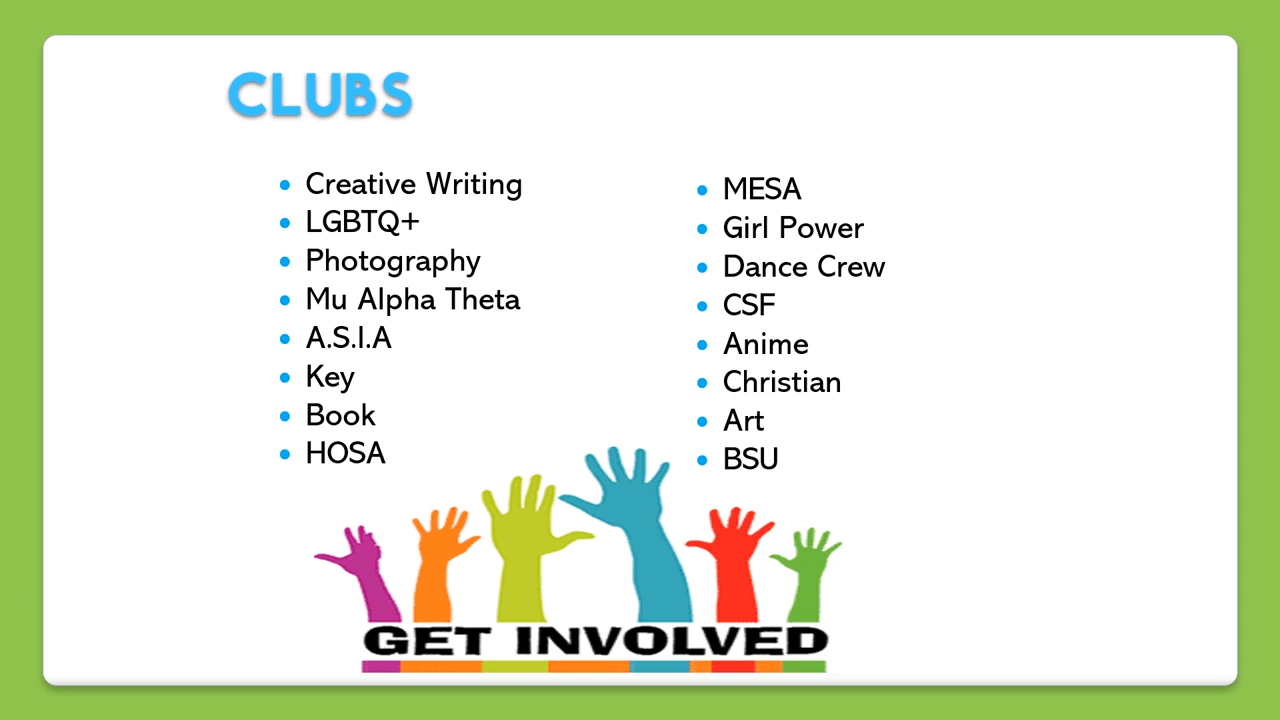 CLUBS
Creative Writing
LGBTQ+
Photography
Mu Alpha Theta
A.S.I.A
Key
Book
HOSA
MESA
Girl Power
Dance Crew
CSF
Anime
Christian
Art
BSU
GET INVOLVED